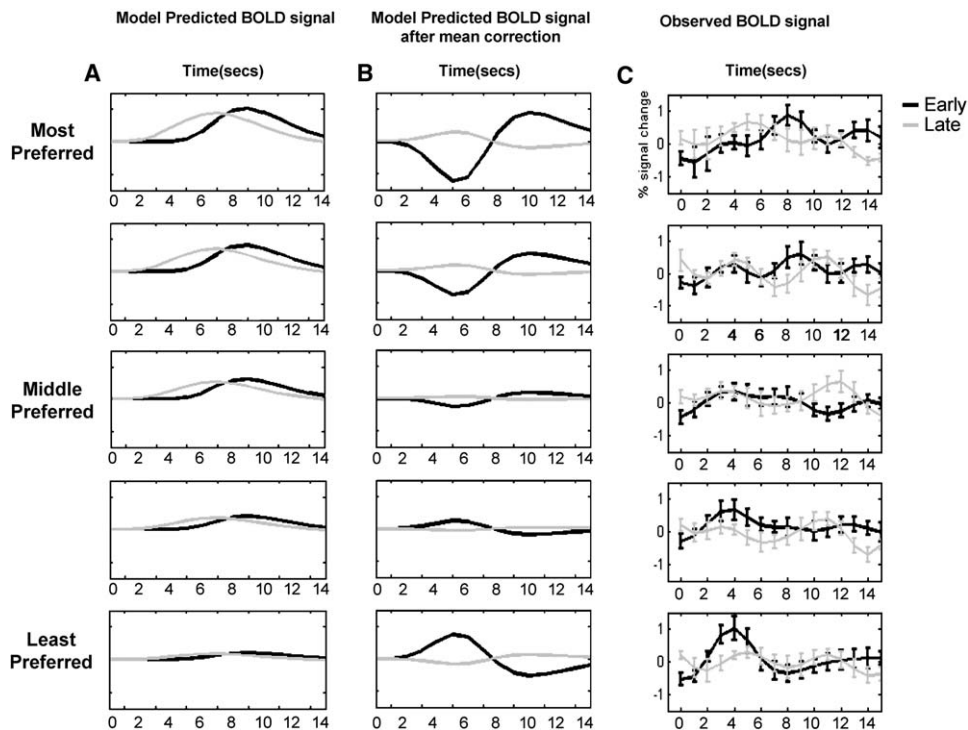 Model Predicted BOLD signal
Model Predicted BOLD signal
after mean correction
Observed BOLD signal
A
Time(secs)
B
Time(secs)
C
Time(secs)
Early
Late
Most
Preferred
0 2 4 6 8 10 12 14
0 2 4 6 8 10 12 14
% signal change
1
0
-1
0 2 4 6 8 10 12 14
0 2 4 6 8 10 12 14
0 2 4 6 8 10 12 14
1
0
-1
0 2 4 6 8 10 12 14
Middle
Preferred
0 2 4 6 8 10 12 14
0 2 4 6 8 10 12 14
1
0
-1
0 2 4 6 8 10 12 14
0 2 4 6 8 10 12 14
0 2 4 6 8 10 12 14
1
0
-1
0 2 4 6 8 10 12 14
Least
Preferred
0 2 4 6 8 10 12 14
0 2 4 6 8 10 12 14
1
0
-1
0 2 4 6 8 10 12 14